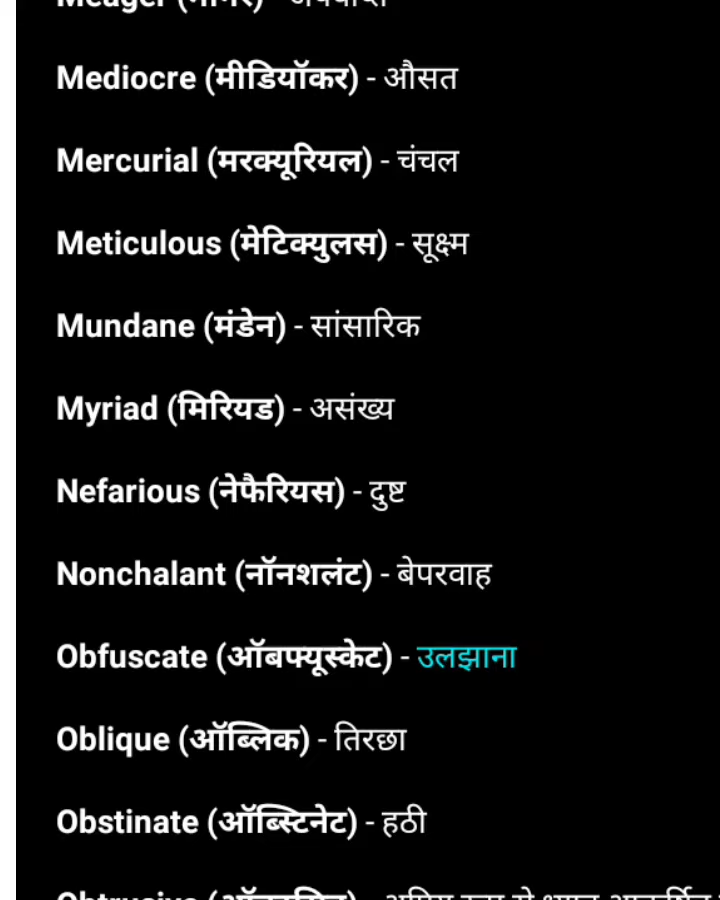 Meager
Mediocre (मीडियॉकर) - औसत
Mercurial (मरक्यूरियल) - चंचल
Meticulous (मेटिक्युलस) - सूक्ष्म
Mundane (मंडेन) - सांसारिक
Myriad (मिरियड) - असंख्य
Nefarious (नेफैरियस) - दुष्ट
Nonchalant (नॉनशलंट) - बेपरवाह
Obfuscate (ऑबफ्यूस्केट) - उलझाना
Oblique (ऑब्लिक) - तिरछा
Obstinate (ऑब्स्टिनेट) - हठी